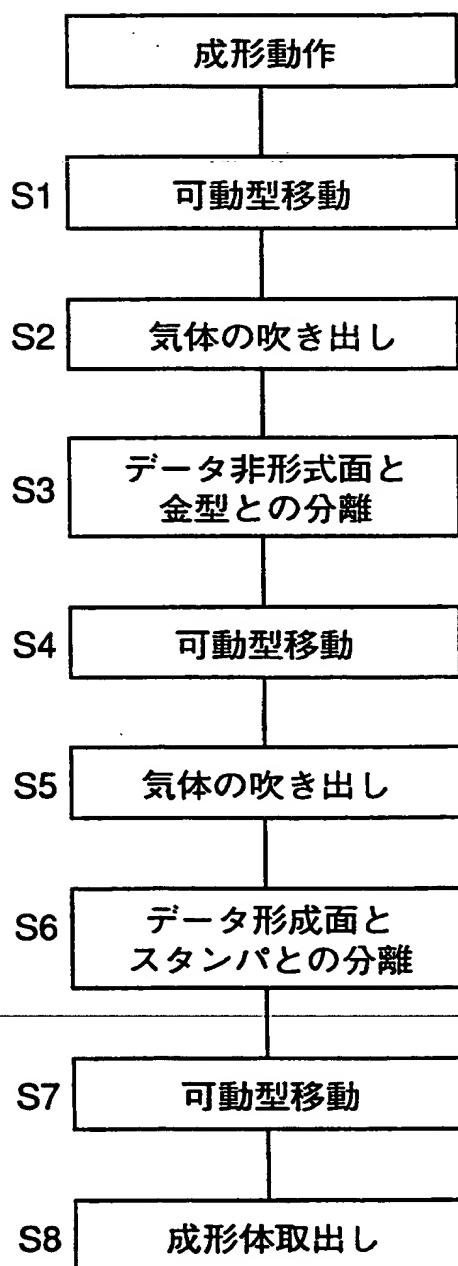 成形動作
S1 可動型移動
S2 気体の吹き出し
S3 データ非形式面と
金型との分離
S4 可動型移動
S5 気体の吹き出し
S6 データ形成面と
スタンパとの分離
S7 可動型移動
S8 成形体取出し